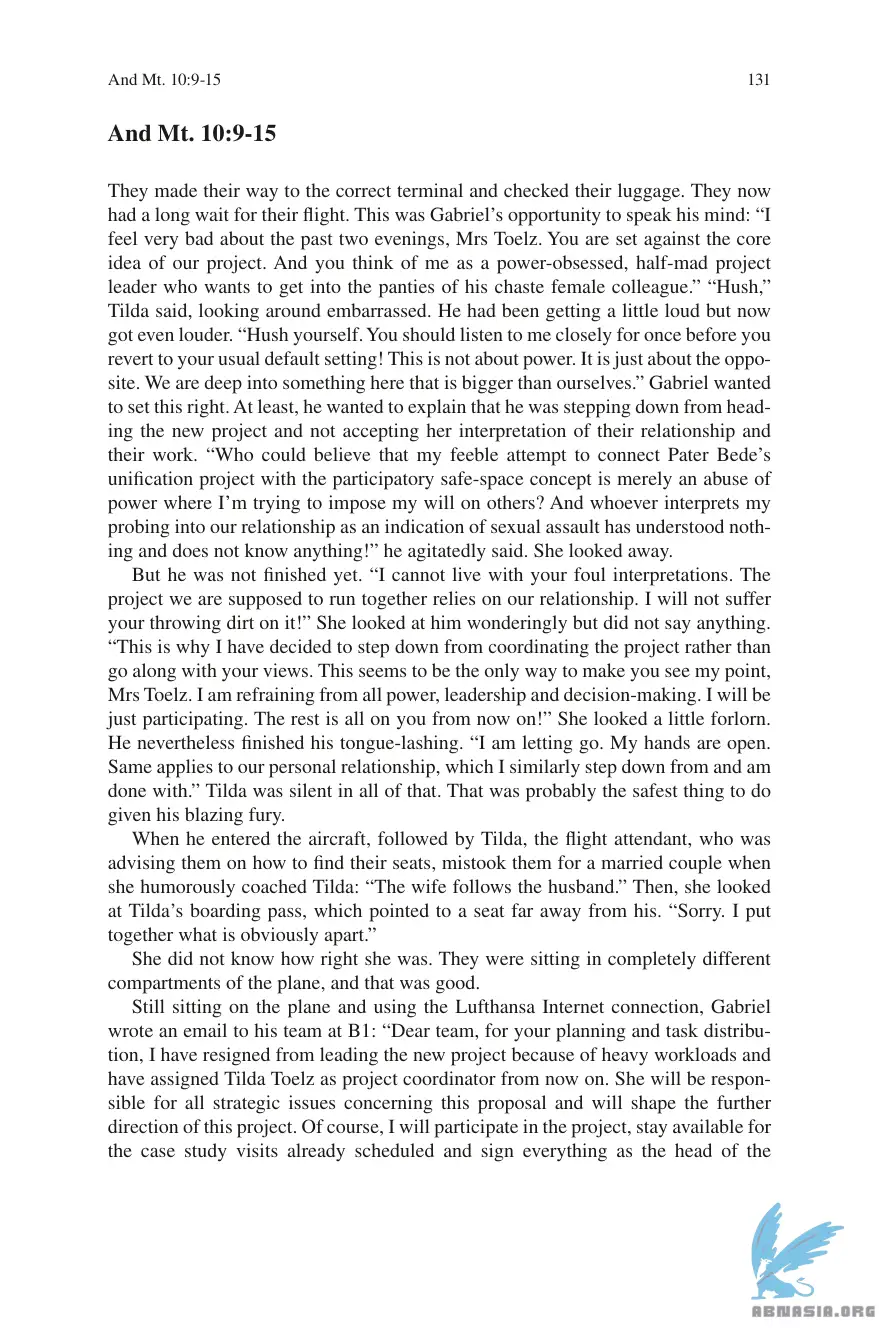 And Mt. 10:9-15 131
And Mt. 10:9-15
They made their way to the correct terminal and checked their luggage. They now
had a long wait for their flight. This was Gabriel’s opportunity to speak his mind: “I
feel very bad about the past two evenings, Mrs Toelz. You are set against the core
idea of our project. And you think of me as a power-obsessed, half-mad project
leader who wants to get into the panties of his chaste female colleague.” “Hush,”
Tilda said, looking around embarrassed. He had been getting a little loud but now
got even louder. “Hush yourself. You should listen to me closely for once before you
revert to your usual default setting! This is not about power. It is just about the oppo-
site. We are deep into something here that is bigger than ourselves.” Gabriel wanted
to set this right. At least, he wanted to explain that he was stepping down from head-
ing the new project and not accepting her interpretation of their relationship and
their work. “Who could believe that my feeble attempt to connect Pater Bede’s
unification project with the participatory safe-space concept is merely an abuse of
power where I’m trying to impose my will on others? And whoever interprets my
probing into our relationship as an indication of sexual assault has understood noth-
ing and does not know anything!” he agitatedly said. She looked away.
But he was not finished yet. “I cannot live with your foul interpretations. The
project we are supposed to run together relies on our relationship. I will not suffer
your throwing dirt on it!” She looked at him wonderingly but did not say anything.
“This is why I have decided to step down from coordinating the project rather than
go along with your views. This seems to be the only way to make you see my point,
Mrs Toelz. I am refraining from all power, leadership and decision-making. I will be
just participating. The rest is all on you from now on!” She looked a little forlorn.
He nevertheless finished his tongue-lashing. “I am letting go. My hands are open.
Same applies to our personal relationship, which I similarly step down from and am
done with.” Tilda was silent in all of that. That was probably the safest thing to do
given his blazing fury.
When he entered the aircraft, followed by Tilda, the flight attendant, who was
advising them on how to find their seats, mistook them for a married couple when
she humorously coached Tilda: “The wife follows the husband.” Then, she looked
at Tilda’s boarding pass, which pointed to a seat far away from his. “Sorry. I put
together what is obviously apart.”
She did not know how right she was. They were sitting in completely different
compartments of the plane, and that was good.
Still sitting on the plane and using the Lufthansa Internet connection, Gabriel
wrote an email to his team at B1: “Dear team, for your planning and task distribu-
tion, I have resigned from leading the new project because of heavy workloads and
have assigned Tilda Toelz as project coordinator from now on. She will be respon-
sible for all strategic issues concerning this proposal and will shape the further
direction of this project. Of course, I will participate in the project, stay available for
the case study visits already scheduled and sign everything as the head of the
ABNASIA.ORG